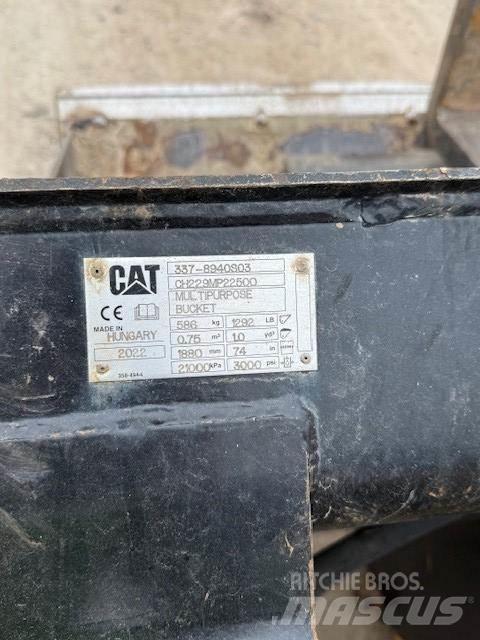 CAT
337-8940S03
CH229MP22500
MULTIPURPOSE
BUCKET
CE
MADE IN
HUNGARY
2022
586 kg 1292 LB
0.75 m³ 1.0 yd³
1880 mm 74 in
21000 kPa 3000 psi
RITCHIE BROS.
MASCUS